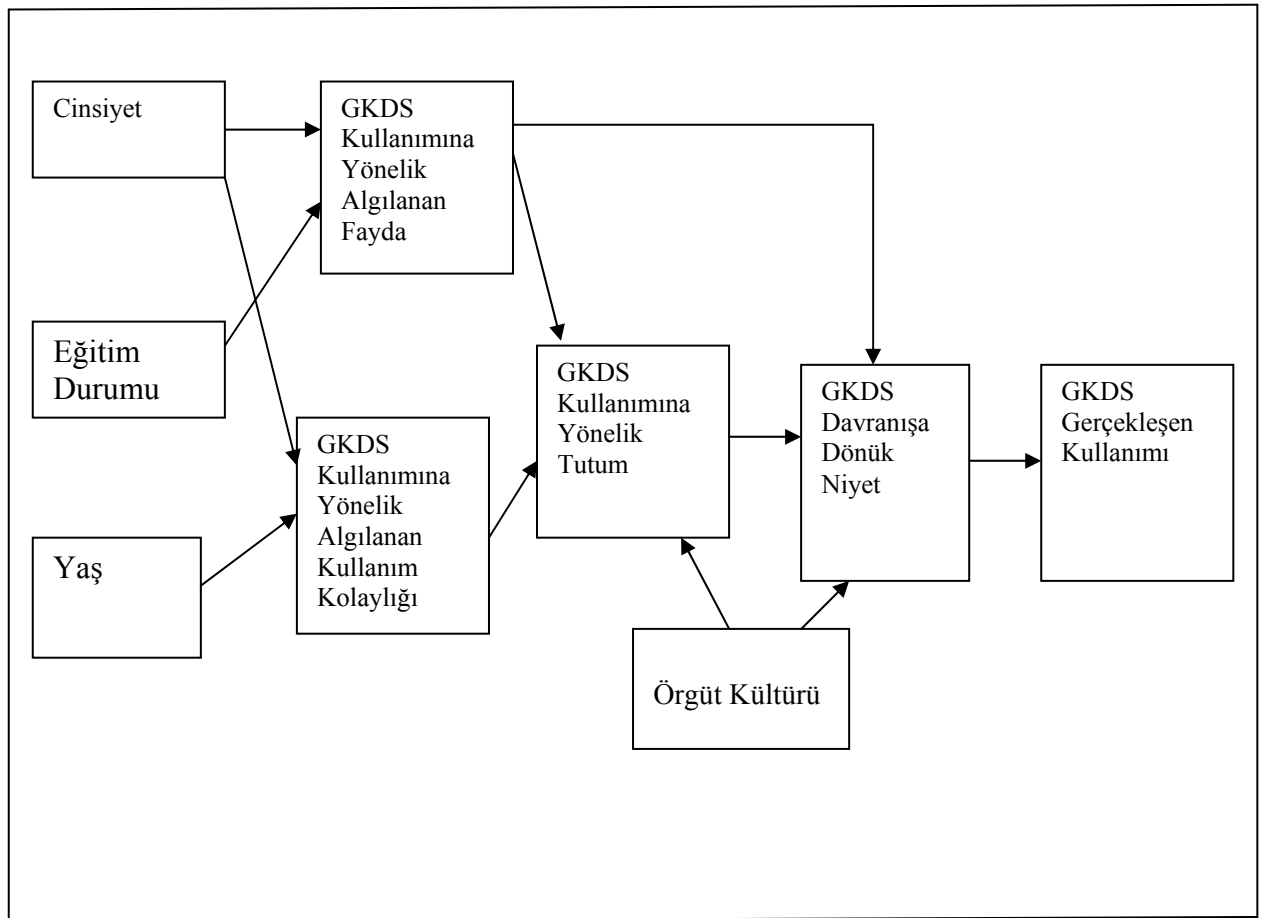 Cinsiyet
GKDS
Kullanımına
Yönelik
Algılanan
Fayda
Eğitim
Durumu
GKDS
Kullanımına
Yönelik
Algılanan
Kullanım
Kolaylığı
Yaş
GKDS
Kullanımına
Yönelik
Tutum
GKDS
Davranışa
Dönük
Niyet
GKDS
Gerçekleşen
Kullanımı
Örgüt Kültürü